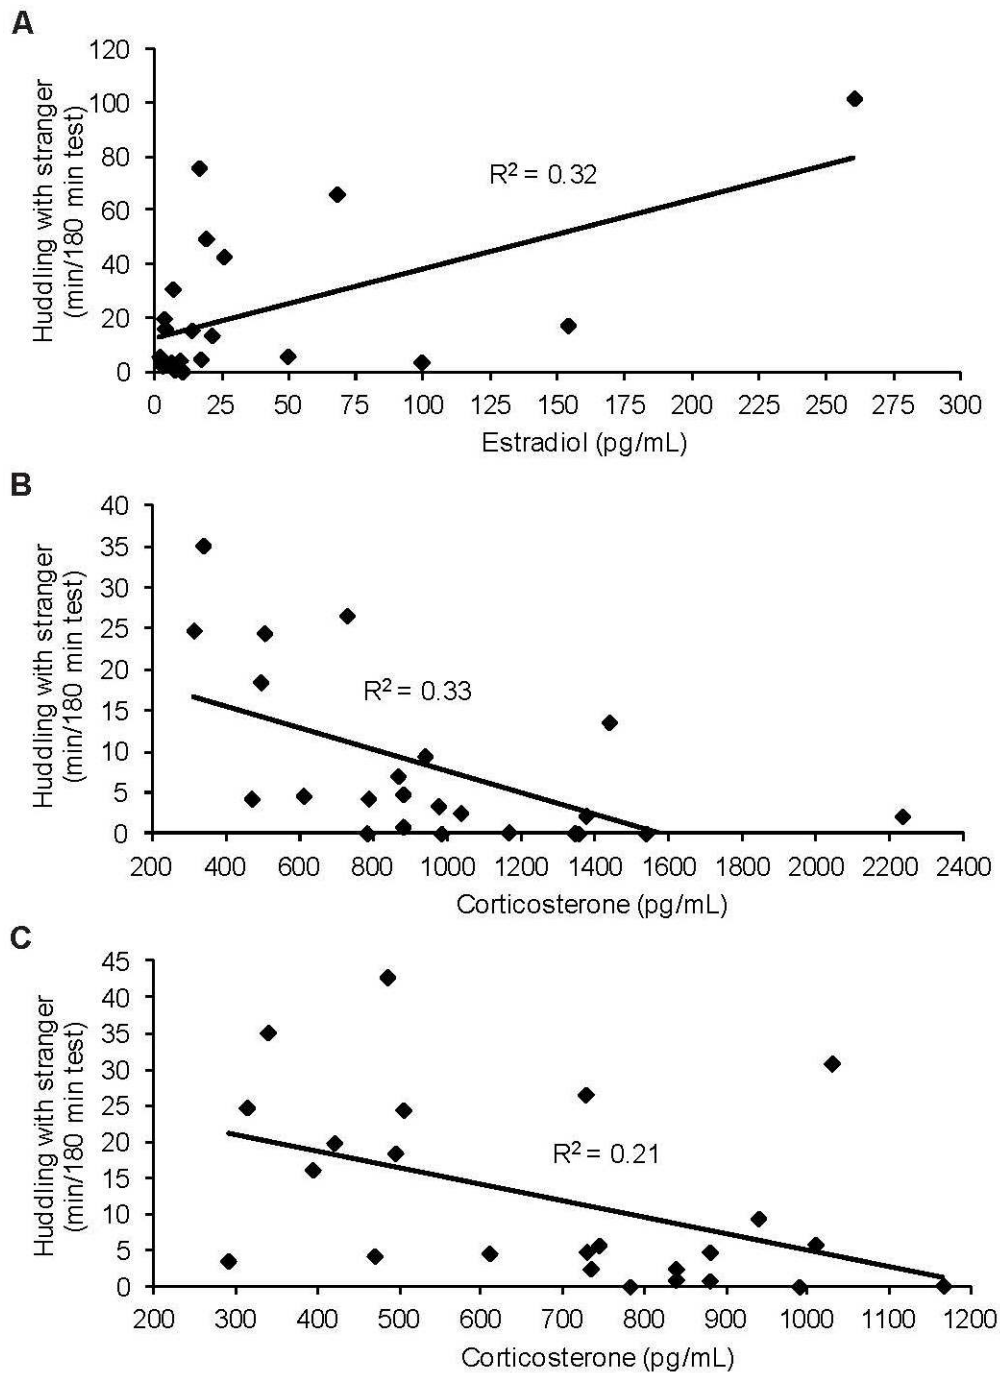 A
Huddling with stranger
(min/180 min test)
120
100
80
60
40
20
0
R² = 0.32
0 25 50 75 100 125 150 175 200 225 250 275 300
Estradiol (pg/mL)
B
Huddling with stranger
(min/180 min test)
40
35
30
25
20
15
10
5
0
R² = 0.33
200 400 600 800 1000 1200 1400 1600 1800 2000 2200 2400
Corticosterone (pg/mL)
C
Huddling with stranger
(min/180 min test)
45
40
35
30
25
20
15
10
5
0
R² = 0.21
200 300 400 500 600 700 800 900 1000 1100 1200
Corticosterone (pg/mL)